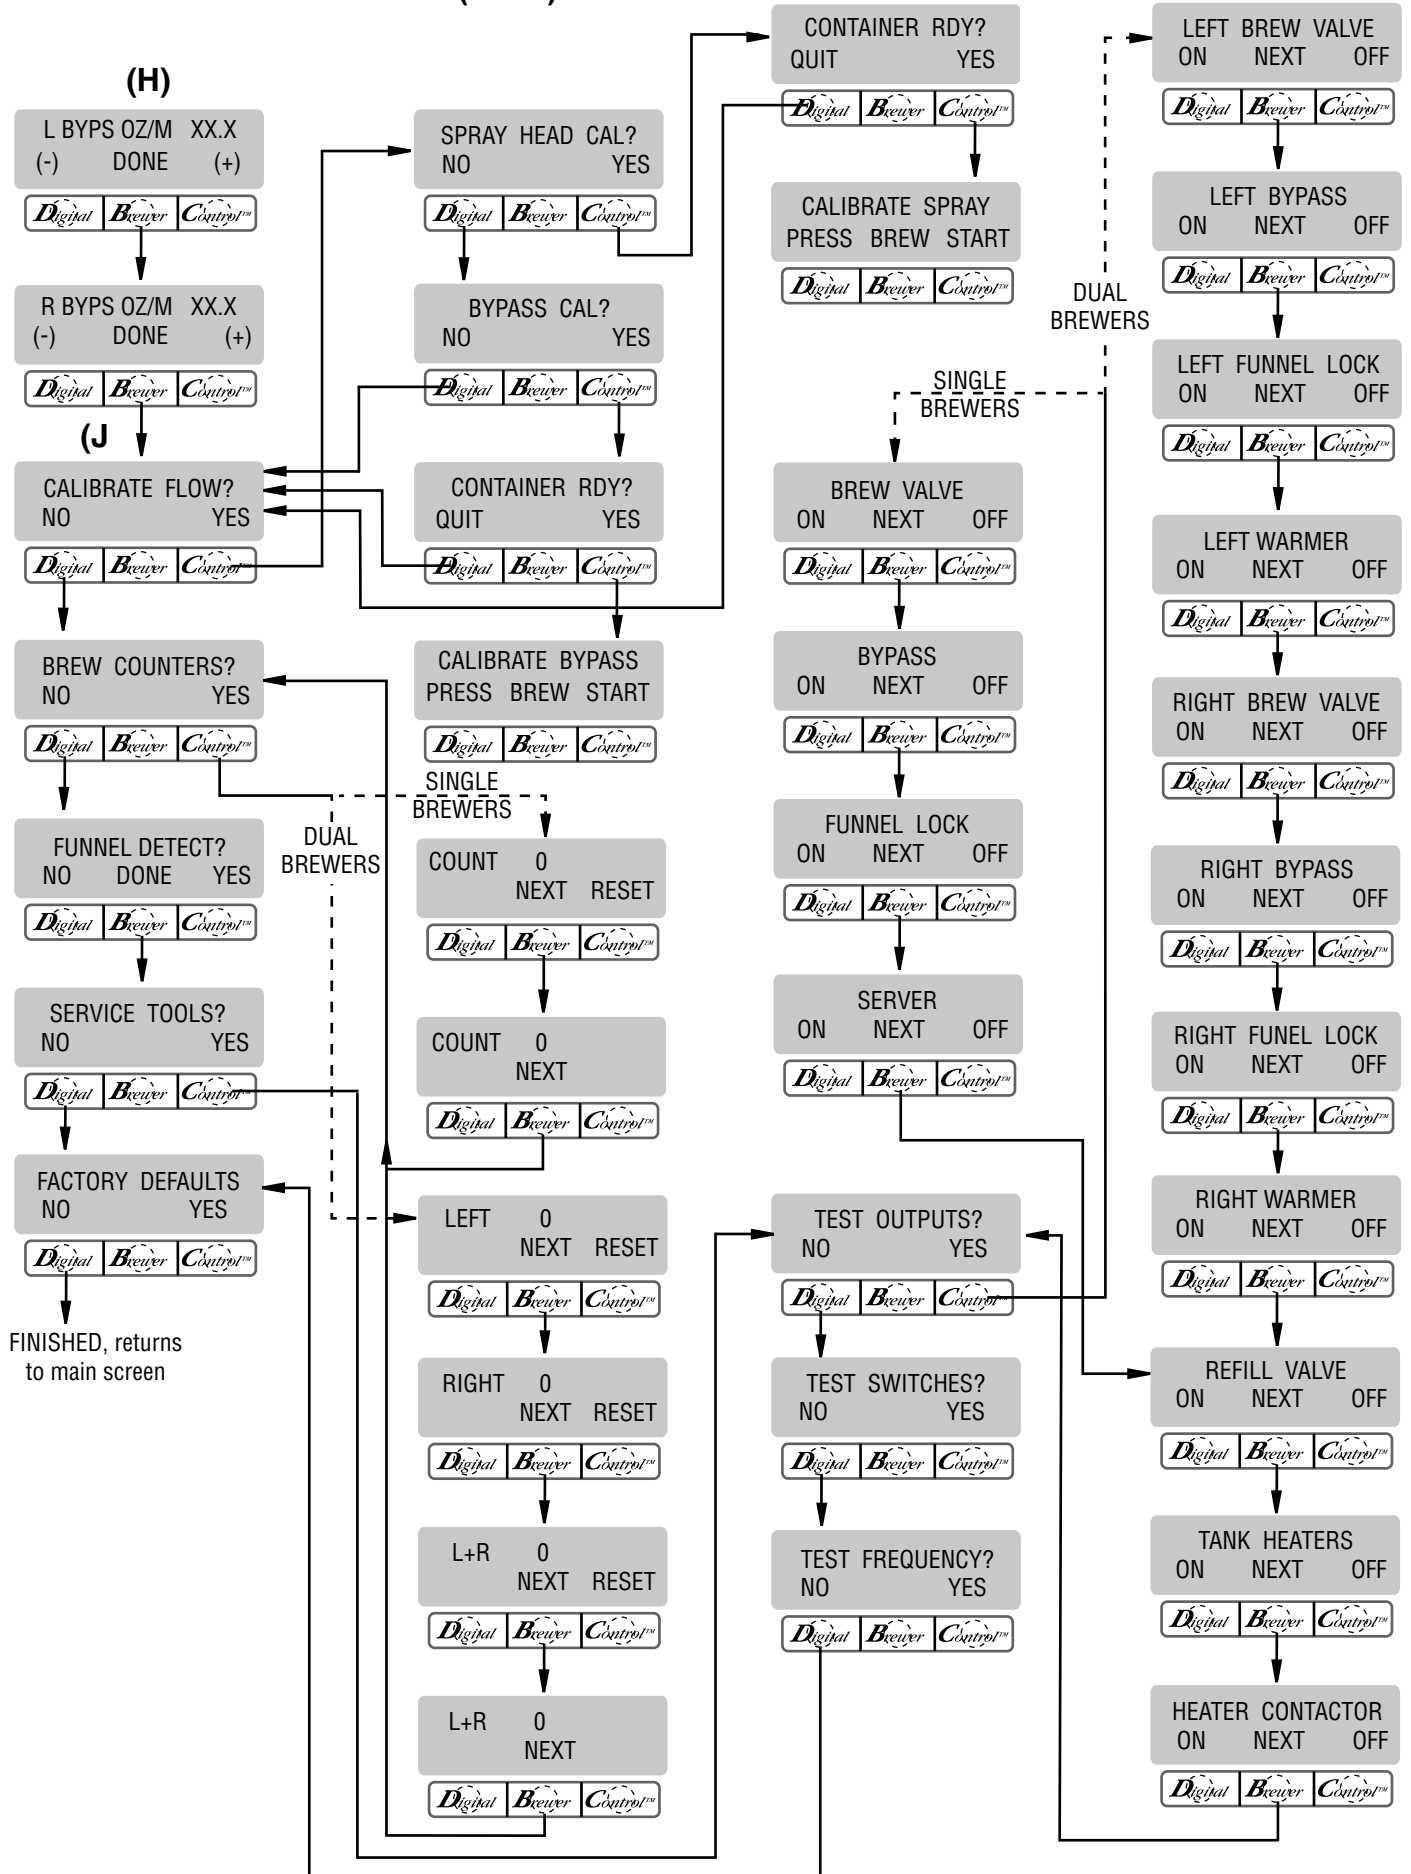 (H)
L BYPS OZ/M XX.X
(-) DONE (+)
Digital Brewer Control™
R BYPS OZ/M XX.X
(-) DONE (+)
Digital Brewer Control™
(J
CALIBRATE FLOW?
NO YES
Digital Brewer Control™
BREW COUNTERS?
NO YES
Digital Brewer Control™
FUNNEL DETECT?
NO DONE YES
Digital Brewer Control™
SERVICE TOOLS?
NO YES
Digital Brewer Control™
FACTORY DEFAULTS
NO YES
Digital Brewer Control™
FINISHED, returns
to main screen
SPRAY HEAD CAL?
NO YES
Digital Brewer Control™
BYPASS CAL?
NO YES
Digital Brewer Control™
CONTAINER RDY?
QUIT YES
Digital Brewer Control™
CALIBRATE BYPASS
PRESS BREW START
Digital Brewer Control™
SINGLE
BREWERS
DUAL
BREWERS
COUNT 0
NEXT RESET
Digital Brewer Control™
COUNT 0
NEXT
Digital Brewer Control™
LEFT 0
NEXT RESET
Digital Brewer Control™
RIGHT 0
NEXT RESET
Digital Brewer Control™
L+R 0
NEXT RESET
Digital Brewer Control™
L+R 0
NEXT
Digital Brewer Control™
CONTAINER RDY?
QUIT YES
Digital Brewer Control™
CALIBRATE SPRAY
PRESS BREW START
Digital Brewer Control™
DUAL
BREWERS
SINGLE
BREWERS
BREW VALVE
ON NEXT OFF
Digital Brewer Control™
BYPASS
ON NEXT OFF
Digital Brewer Control™
FUNNEL LOCK
ON NEXT OFF
Digital Brewer Control™
SERVER
ON NEXT OFF
Digital Brewer Control™
TEST OUTPUTS?
NO YES
Digital Brewer Control™
TEST SWITCHES?
NO YES
Digital Brewer Control™
TEST FREQUENCY?
NO YES
Digital Brewer Control™
LEFT BREW VALVE
ON NEXT OFF
Digital Brewer Control™
LEFT BYPASS
ON NEXT OFF
Digital Brewer Control™
LEFT FUNNEL LOCK
ON NEXT OFF
Digital Brewer Control™
LEFT WARMER
ON NEXT OFF
Digital Brewer Control™
RIGHT BREW VALVE
ON NEXT OFF
Digital Brewer Control™
RIGHT BYPASS
ON NEXT OFF
Digital Brewer Control™
RIGHT FUNEL LOCK
ON NEXT OFF
Digital Brewer Control™
RIGHT WARMER
ON NEXT OFF
Digital Brewer Control™
REFILL VALVE
ON NEXT OFF
Digital Brewer Control™
TANK HEATERS
ON NEXT OFF
Digital Brewer Control™
HEATER CONTACTOR
ON NEXT OFF
Digital Brewer Control™